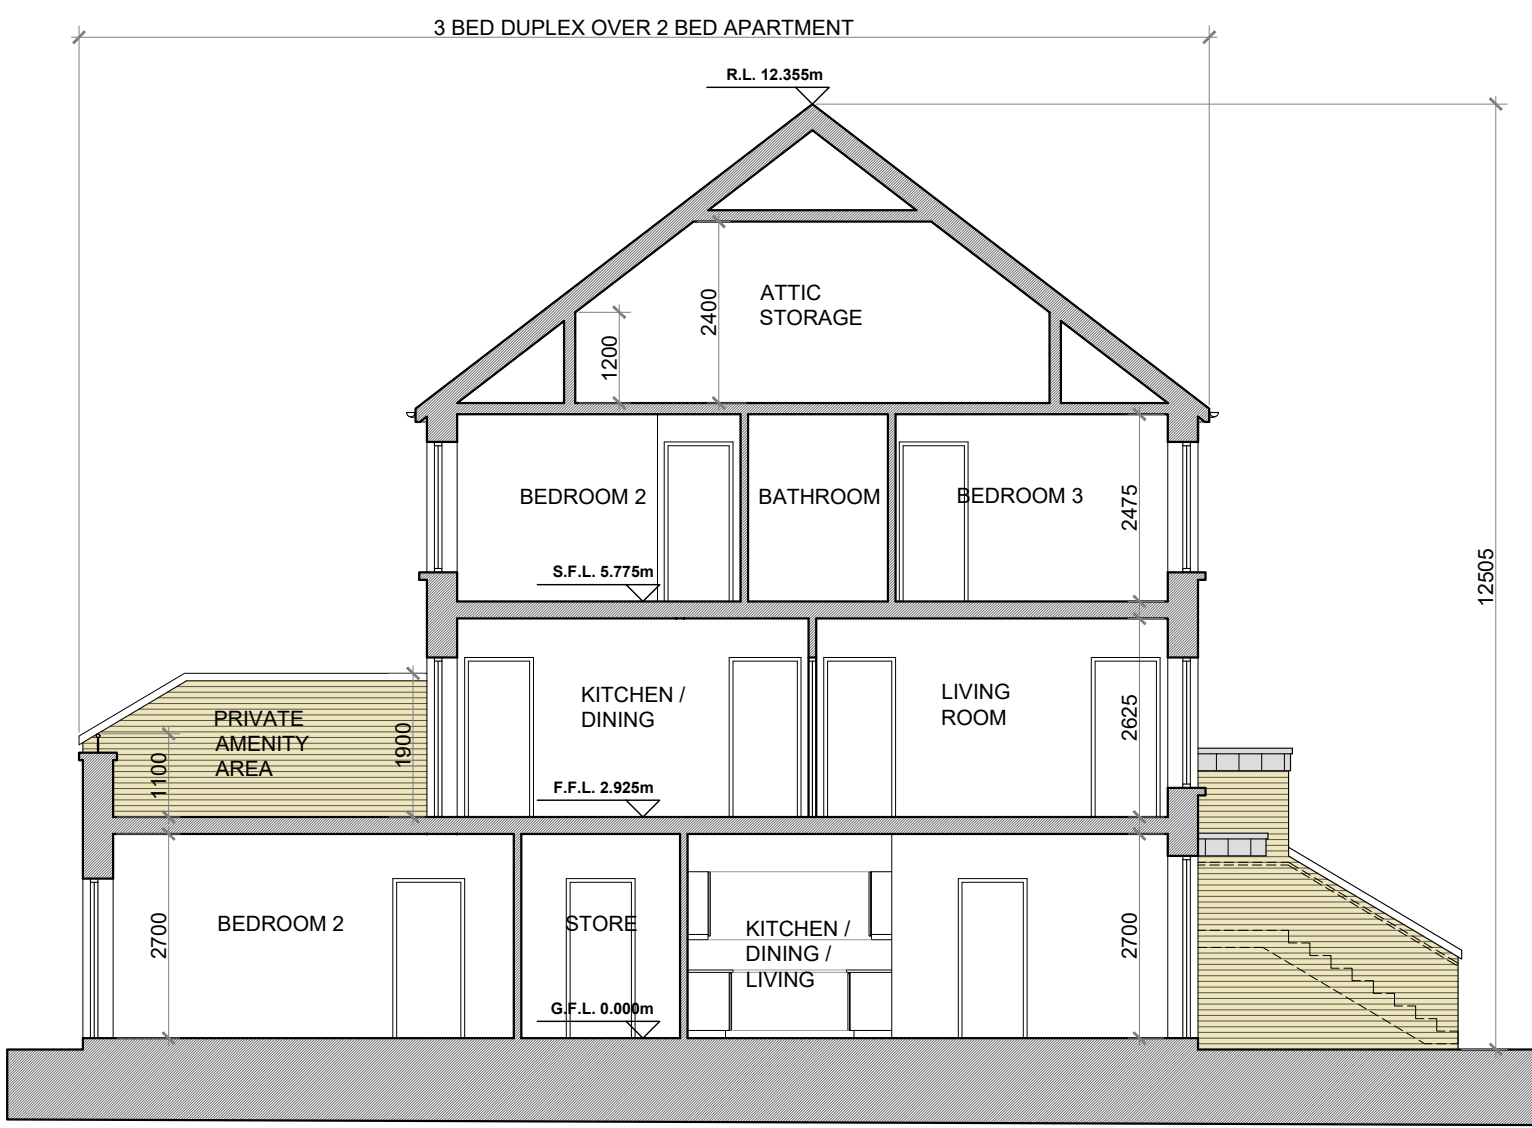 3 BED DUPLEX OVER 2 BED APARTMENT
R.L. 12.355m
ATTIC
STORAGE
2400
1200
BEDROOM 2
BATHROOM
BEDROOM 3
2475
S.F.L. 5.775m
12505
KITCHEN /
DINING
LIVING
ROOM
2625
PRIVATE
AMENITY
AREA
1100
1900
F.F.L. 2.925m
BEDROOM 2
2700
STORE
KITCHEN /
DINING /
LIVING
2700
G.F.L. 0.000m